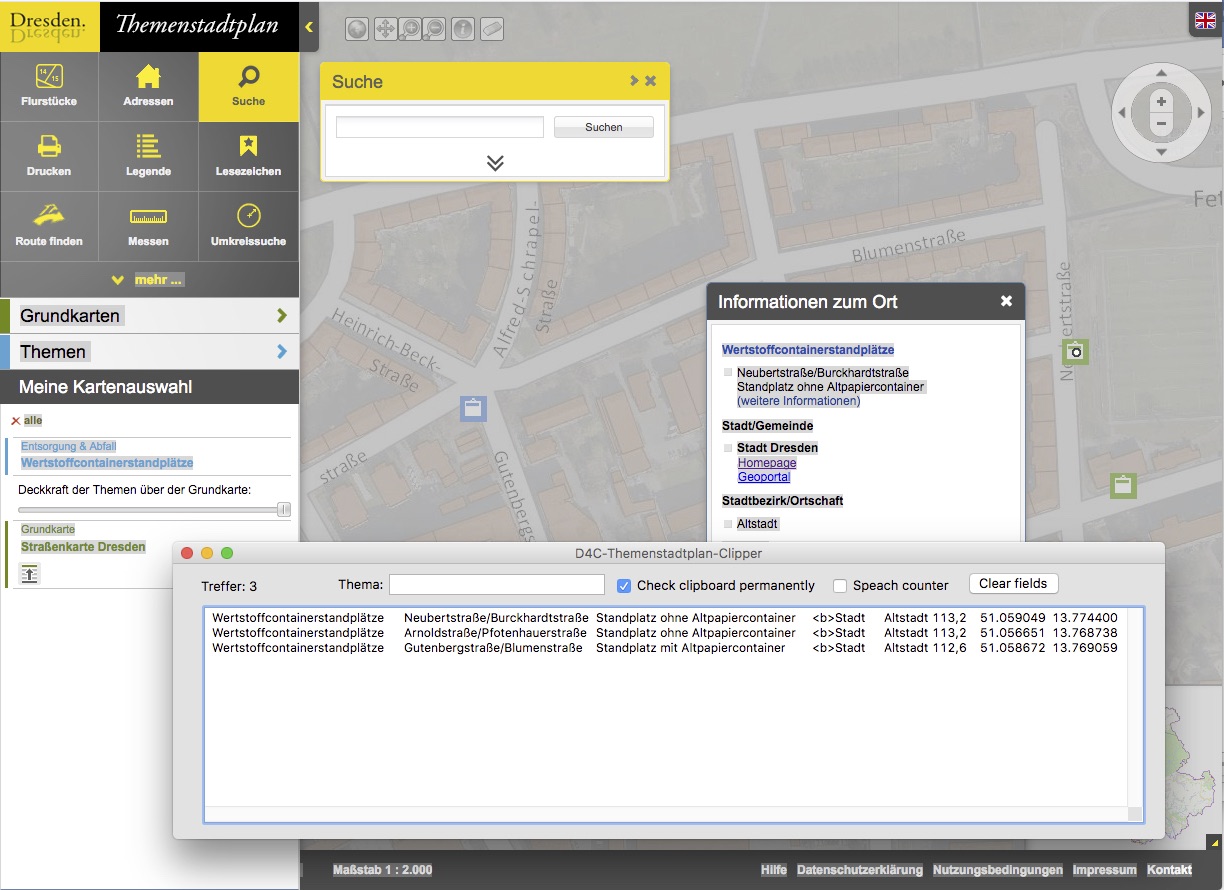 Dresden.
Dresden.
Themenstadtplan
Flurstücke
Adressen
Suche
Drucken
Legende
Lesezeichen
Route finden
Messen
Umkreissuche
mehr ...
Grundkarten
Themen
Meine Kartenauswahl
alle
Entsorgung & Abfall
Wertstoffcontainerstandplätze
Deckkraft der Themen über der Grundkarte:
Grundkarte
Straßenkarte Dresden
Suche
Suchen
Fet
Blumenstraße
Alfred-Schrapel-
Straße
Heinrich-Beck-
Straße
straße
Gutenbergs
Informationen zum Ort
Wertstoffcontainerstandplätze
Neubertstraße/Burckhardtstraße
Standplatz ohne Altpapiercontainer
(weitere Informationen)
Stadt/Gemeinde
Stadt Dresden
Homepage
Geoportal
Stadtbezirk/Ortschaft
Altstadt
D4C-Themenstadtplan-Clipper
Treffer: 3
Thema:
Check clipboard permanently
Speach counter
Clear fields
Wertstoffcontainerstandplätze Neubertstraße/Burckhardtstraße Standplatz ohne Altpapiercontainer <b>Stadt Altstadt 113,2 51.059049 13.774400
Wertstoffcontainerstandplätze Arnoldstraße/Pfotenhauerstraße Standplatz ohne Altpapiercontainer <b>Stadt Altstadt 113,2 51.056651 13.768738
Wertstoffcontainerstandplätze Gutenbergstraße/Blumenstraße Standplatz mit Altpapiercontainer <b>Stadt Altstadt 112,6 51.058672 13.769059
Maßstab 1 : 2.000
Hilfe
Datenschutzerklärung
Nutzungsbedingungen
Impressum
Kontakt